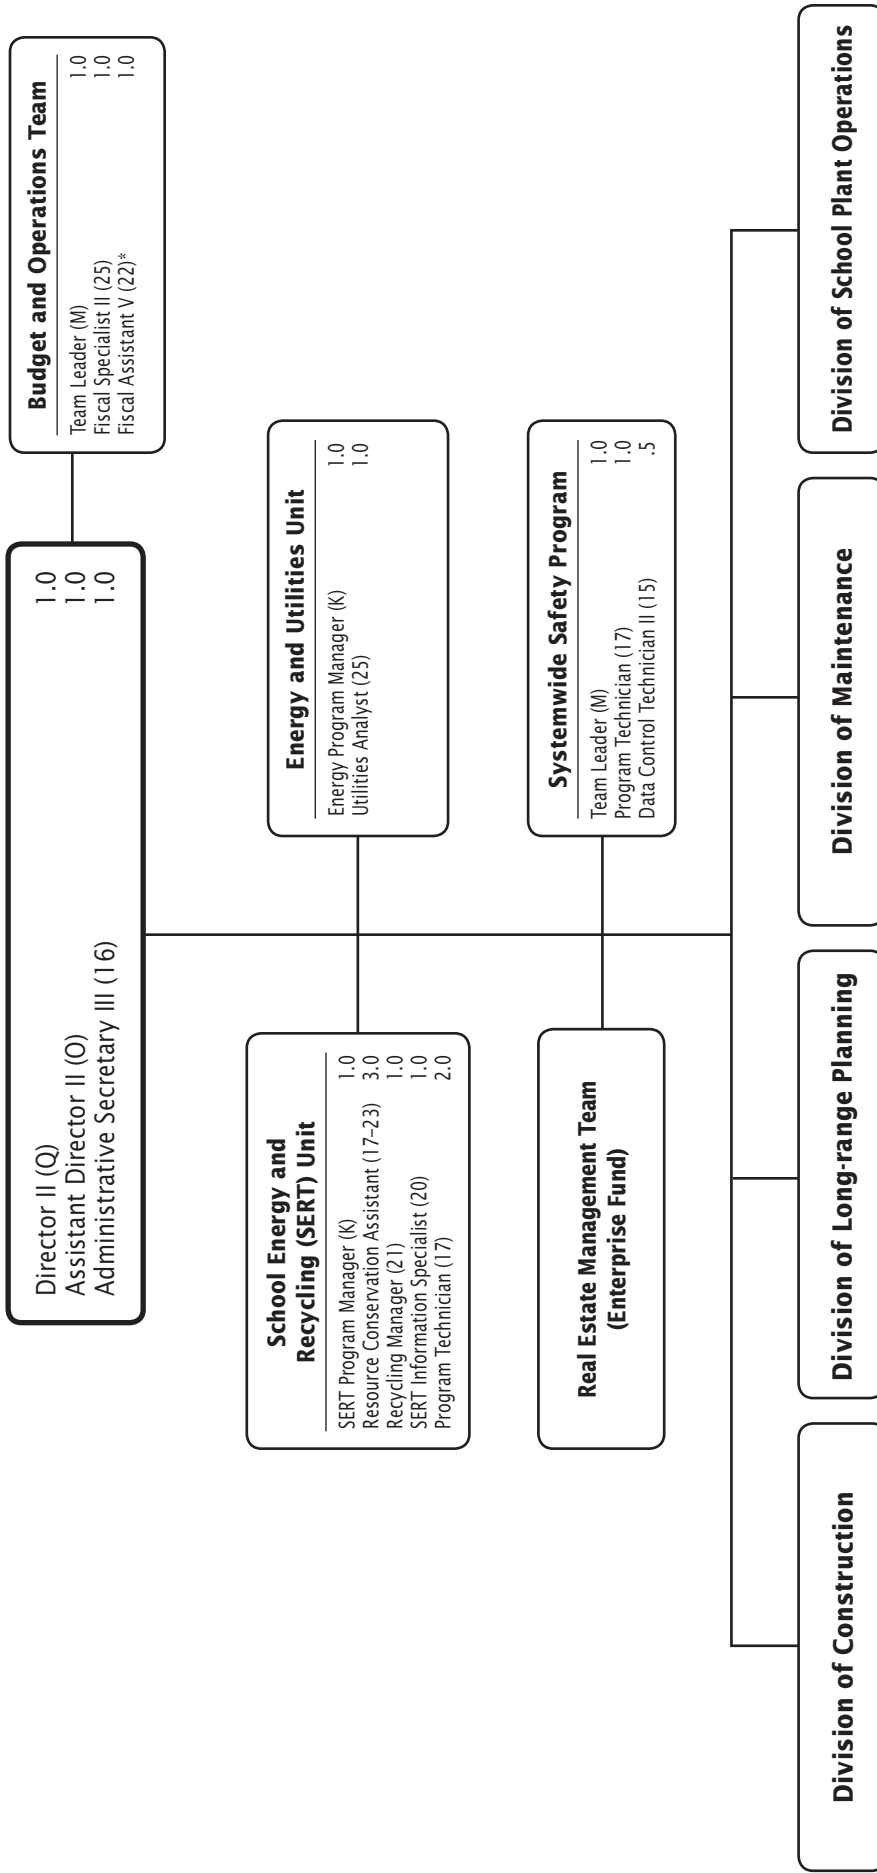 Director II (Q) 1.0
Assistant Director II (O) 1.0
Administrative Secretary III (16) 1.0
Budget and Operations Team
Team Leader (M) 1.0
Fiscal Specialist II (25) 1.0
Fiscal Assistant V (22)* 1.0
School Energy and
Recycling (SERT) Unit
SERT Program Manager (K) 1.0
Resource Conservation Assistant (17–23) 3.0
Recycling Manager (21) 1.0
SERT Information Specialist (20) 1.0
Program Technician (17) 2.0
Energy and Utilities Unit
Energy Program Manager (K) 1.0
Utilities Analyst (25) 1.0
Real Estate Management Team
(Enterprise Fund)
Systemwide Safety Program
Team Leader (M) 1.0
Program Technician (17) 1.0
Data Control Technician II (15) .5
Division of Construction
Division of Long-range Planning
Division of Maintenance
Division of School Plant Operations